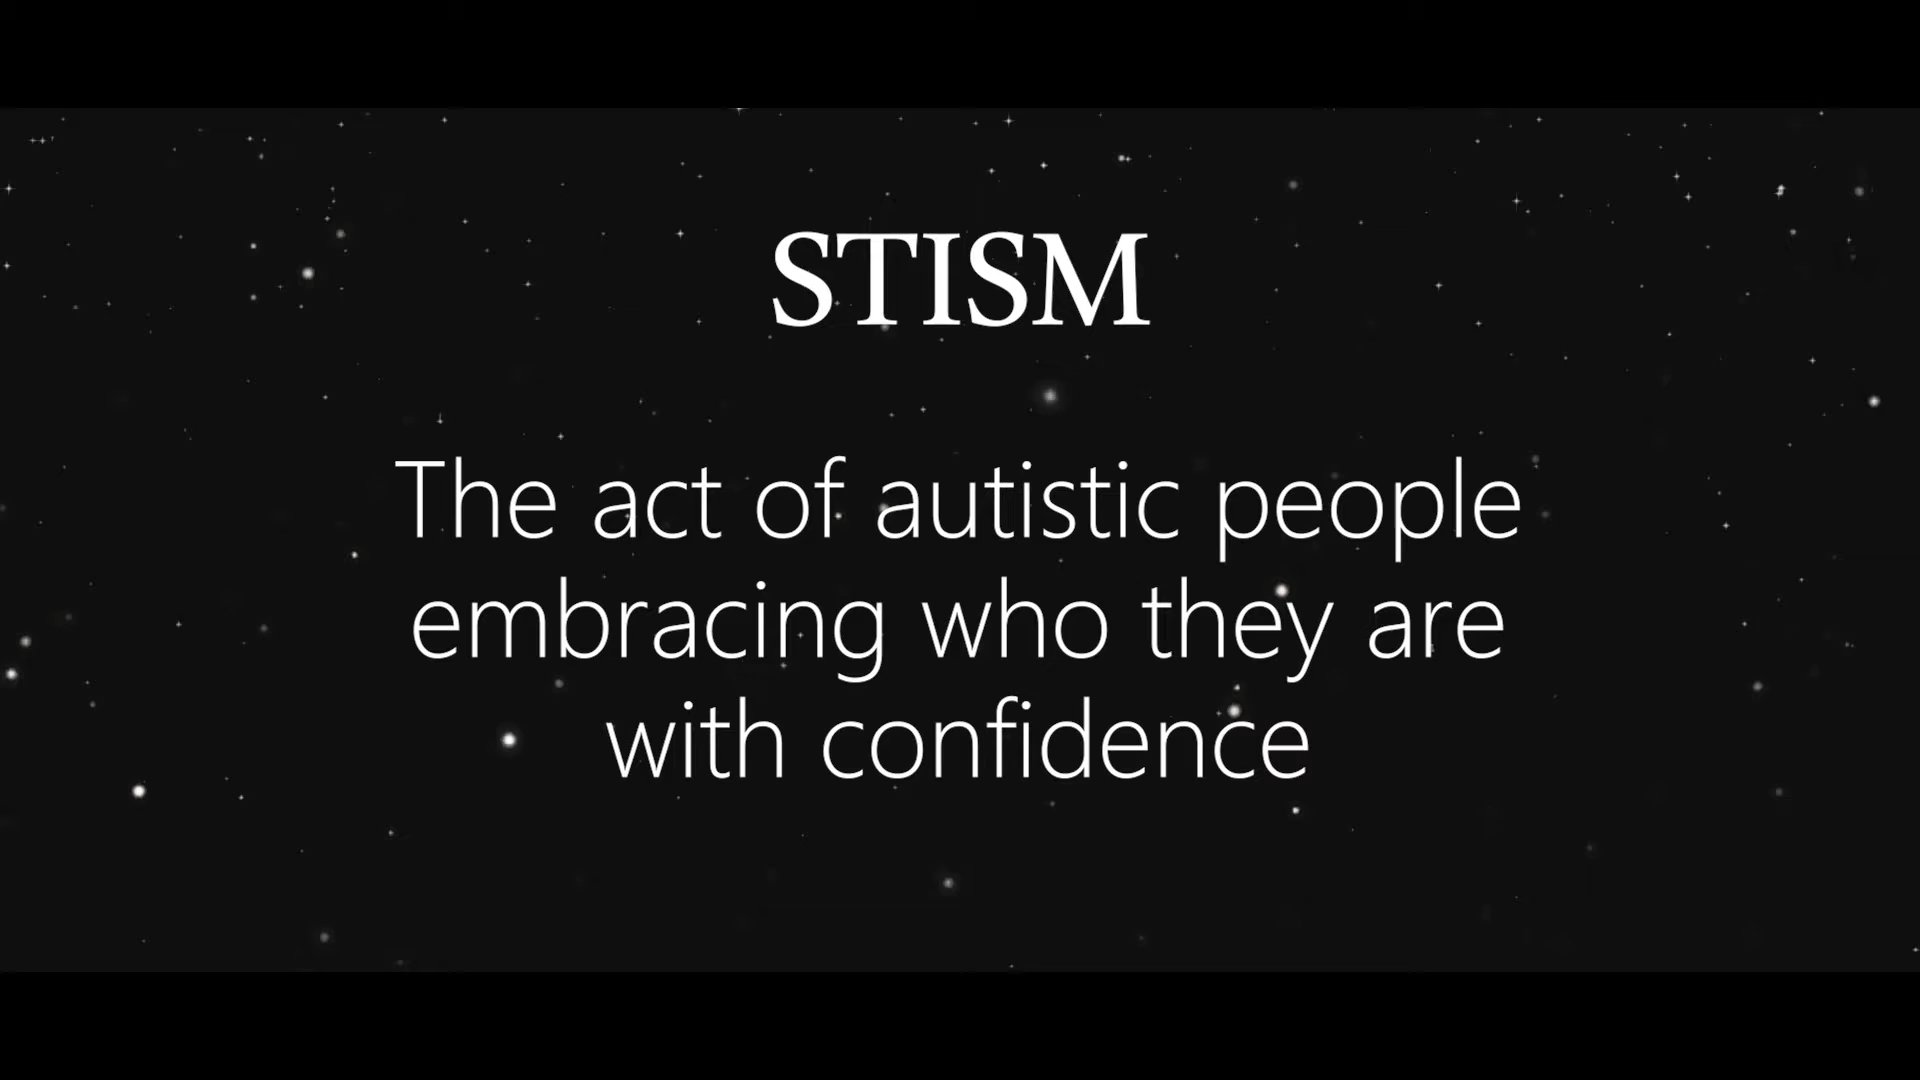 STISM
The act of autistic people
embracing who they are
with confidence